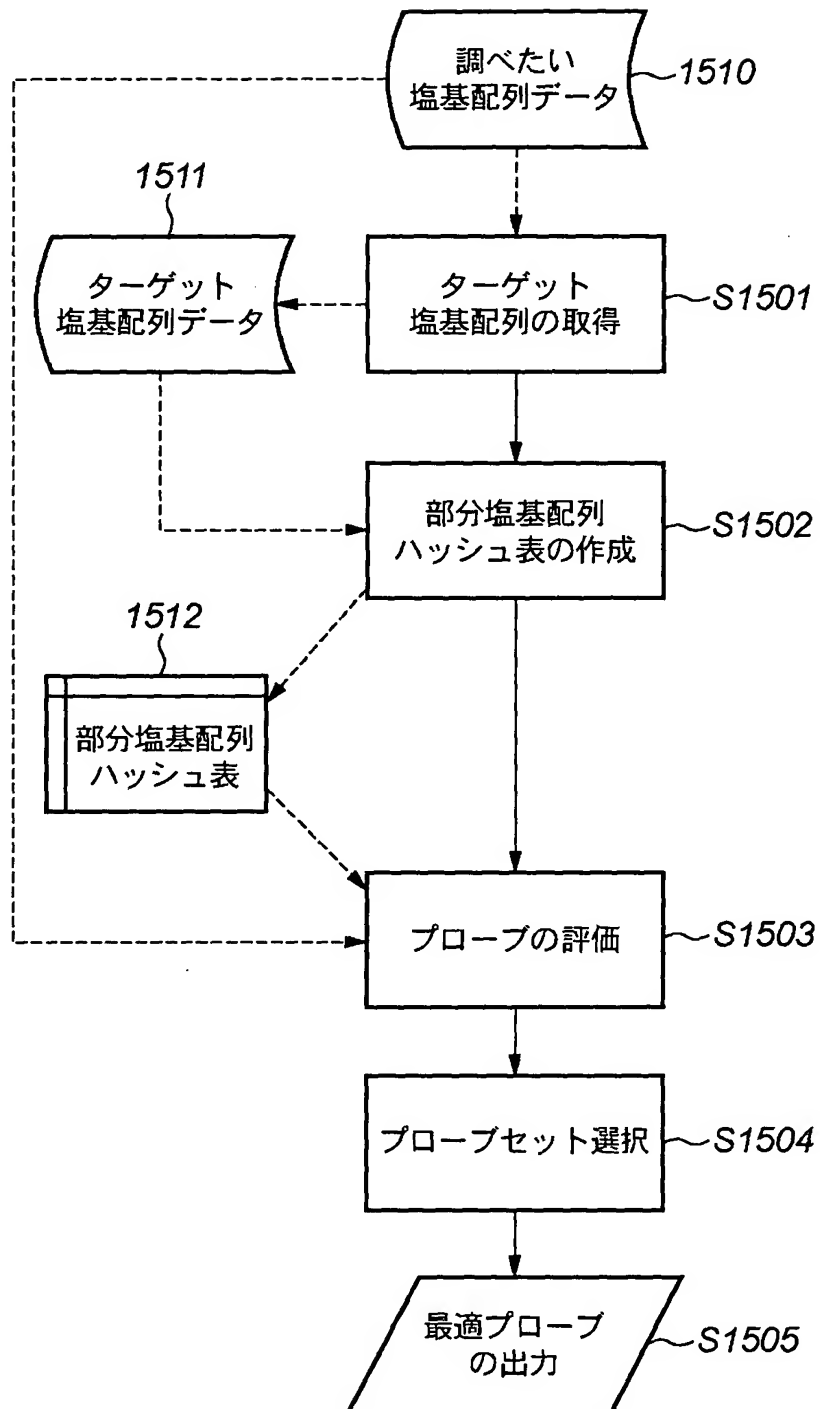 調べたい
塩基配列データ
1510
1511
ターゲット
塩基配列データ
ターゲット
塩基配列の取得
S1501
部分塩基配列
ハッシュ表の作成
S1502
1512
部分塩基配列
ハッシュ表
プローブの評価
S1503
プローブセット選択
S1504
最適プローブ
の出力
S1505